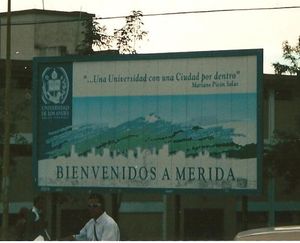 "...Una Universidad con una Ciudad por dentro"
Mariano Picón Salas
UNIVERSIDAD
DE LOS ANDES
BIENVENIDOS A MERIDA